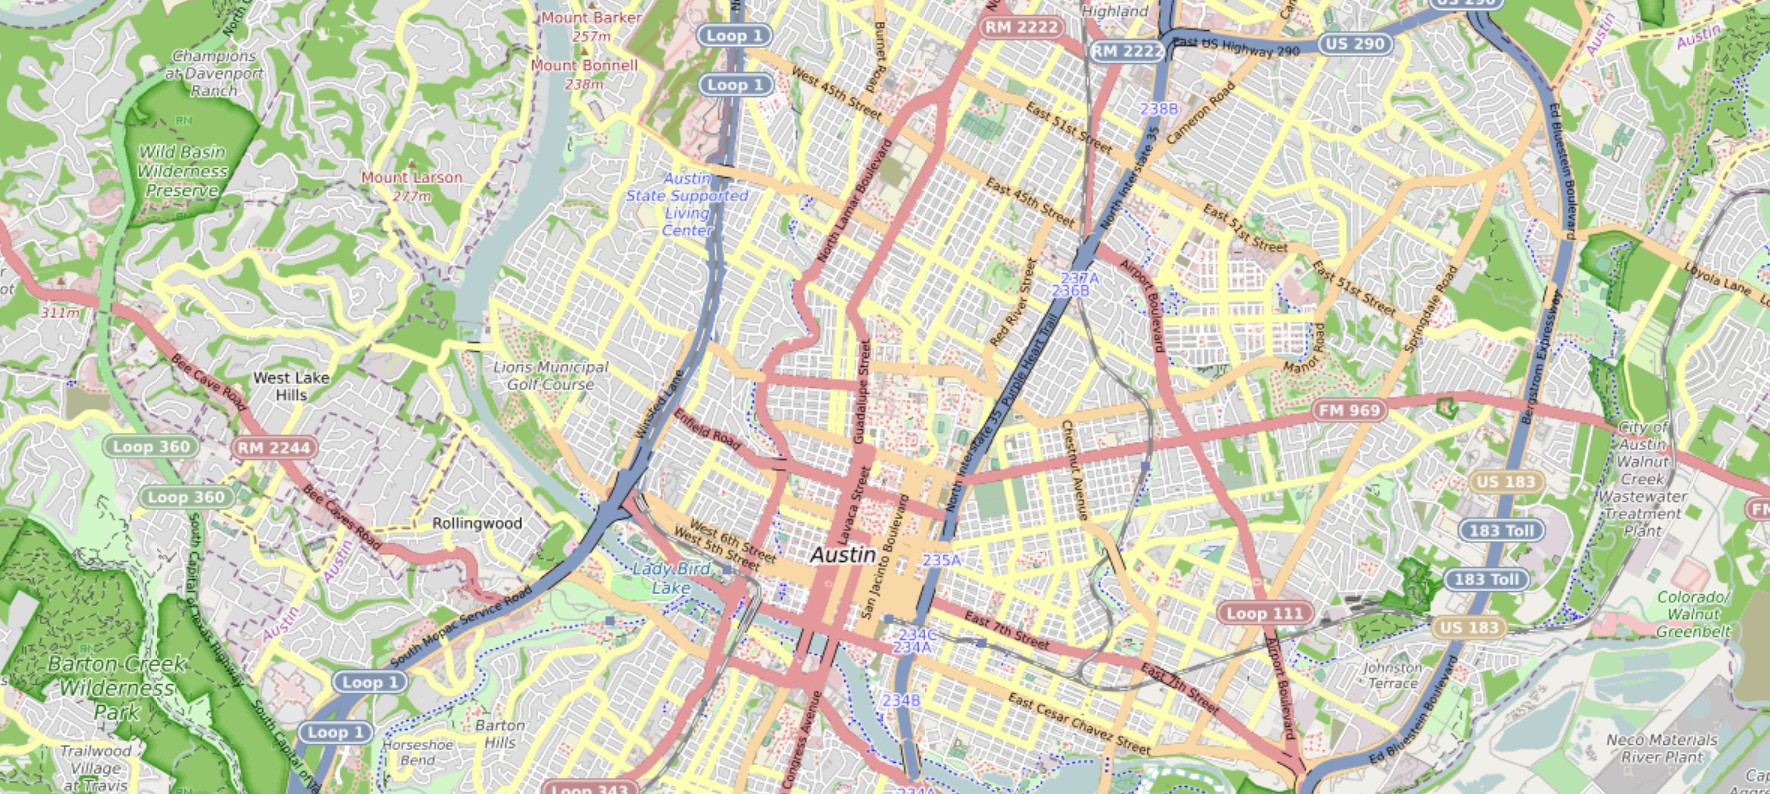 Loop 1
RM 2222
Highland
US 290
Mount Barker
257m
Mount Bonnell
238m
RM 2222
East US Highway 290
US 290
Austin
Austin
Champions
at Davenport
Ranch
Loop 1
Burnet Road
West 45th Street
238B
Cameron Road
East 51st Street
Ed Bluestein Boulevard
RN
Wild Basin
Wilderness
Preserve
Mount Larson
277m
Austin
State Supported
Living
Center
North Lamar Boulevard
East 45th Street
North Interstate 35
East 51st Street
Loyola Lane
311m
237A
236B
Airport Boulevard
East 51st Street
Springdale Road
Red River Street
Purple Heart Trail
Manor Road
Bergstrom Expressway
Bee Cave Road
West Lake
Hills
Lions Municipal
Golf Course
Winsted Lane
Guadalupe Street
Enfield Road
FM 969
Loop 360
RM 2244
North Interstate 35
Chestnut Avenue
City of
Austin
Walnut
Creek
Wastewater
Treatment
Plant
US 183
Loop 360
Bee Caves Road
Rollingwood
Lavaca Street
North Interstate 35
183 Toll
South Capital of Texas Highway
Austin
West 6th Street
West 5th Street
Austin
San Jacinto Boulevard
235A
Lady Bird
Lake
183 Toll
Austin
South Mopac Service Road
234C
234A
East 7th Street
Loop 111
US 183
Colorado/
Walnut
Greenbelt
Barton Creek
Wilderness
Park
Loop 1
234B
East 7th Street
Airport Boulevard
Johnston
Terrace
Loop 1
Barton
Hills
Horseshoe
Bend
Congress Avenue
East Cesar Chavez Street
Ed Bluestein Boulevard
Neco Materials
River Plant
Trailwood
Village
at Travis
RN
Loop 343
234A